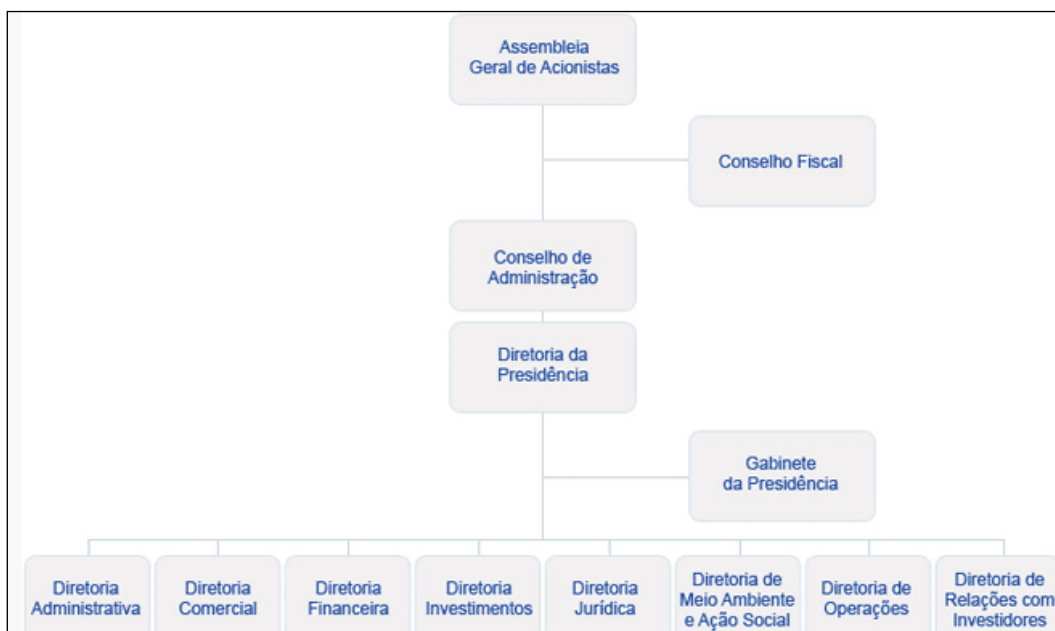 Assembleia
Geral de Acionistas
Conselho Fiscal
Conselho de
Administração
Diretoria da
Presidência
Gabinete
da Presidência
Diretoria
Administrativa
Diretoria
Comercial
Diretoria
Financeira
Diretoria
Investimentos
Diretoria
Jurídica
Diretoria de
Meio Ambiente
e Ação Social
Diretoria de
Operações
Diretoria de
Relações com
Investidores